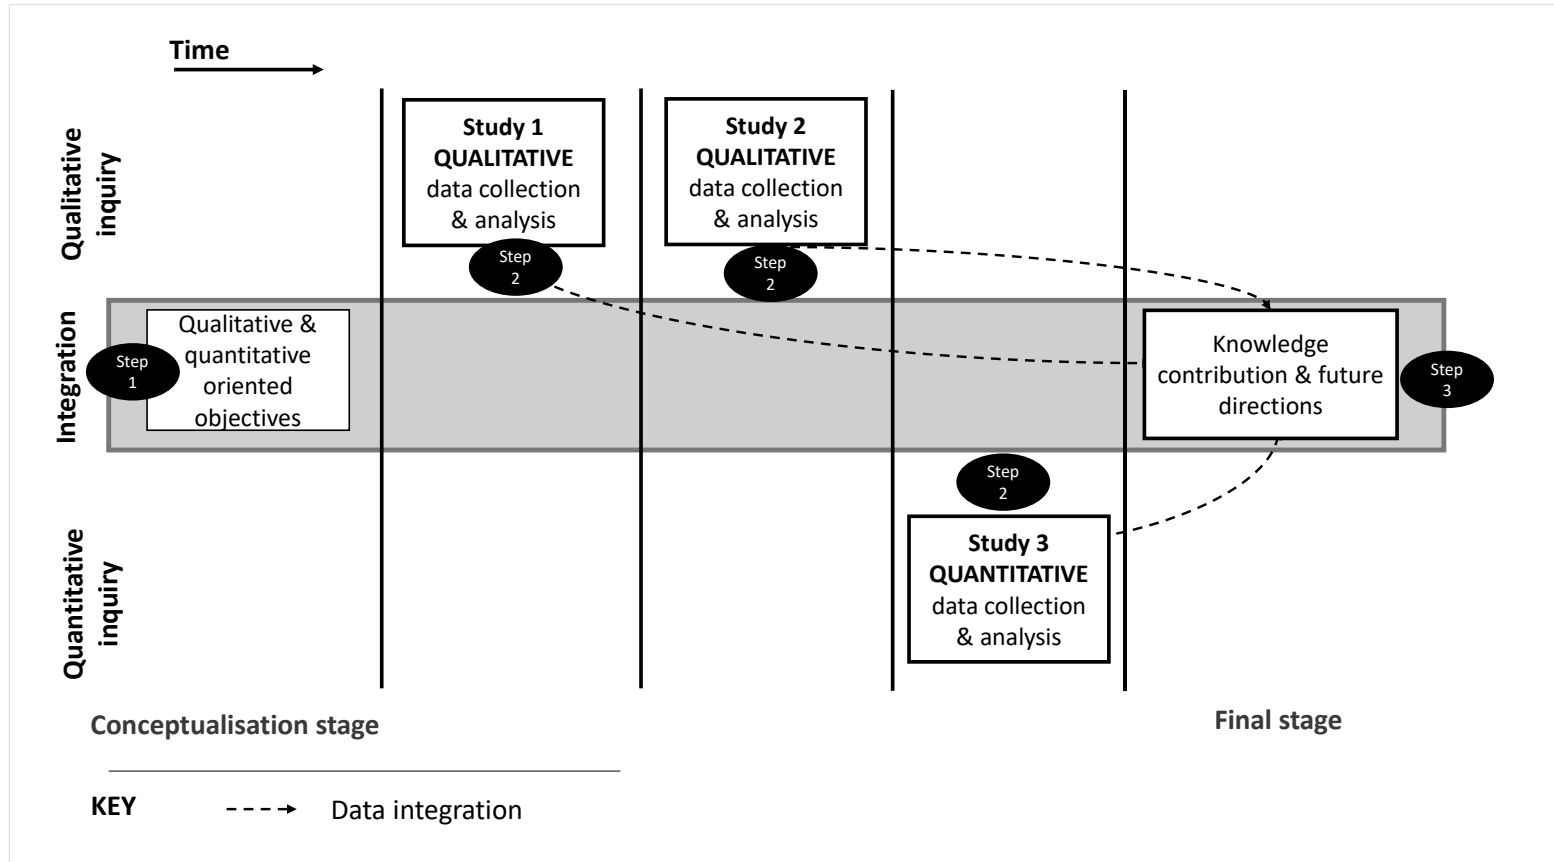 Time
Qualitative
inquiry
Study 1
QUALITATIVE
data collection
& analysis
Step
2
Study 2
QUALITATIVE
data collection
& analysis
Step
2
Integration
Step
1
Qualitative &
quantitative
oriented
objectives
Knowledge
contribution & future
directions
Step
3
Quantitative
inquiry
Step
2
Study 3
QUANTITATIVE
data collection
& analysis
Conceptualisation stage
Final stage
KEY
Data integration